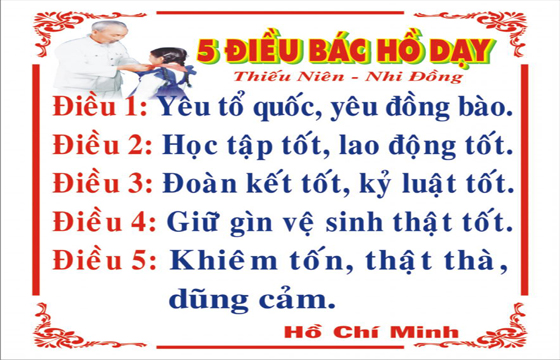 5 ĐIỀU BÁC HỒ DẠY
Thiếu Niên - Nhi Đồng
Điều 1: Yêu tổ quốc, yêu đồng bào.
Điều 2: Học tập tốt, lao động tốt.
Điều 3: Đoàn kết tốt, kỷ luật tốt.
Điều 4: Giữ gìn vệ sinh thật tốt.
Điều 5: Khiêm tốn, thật thà,
dũng cảm.
Hồ Chí Minh